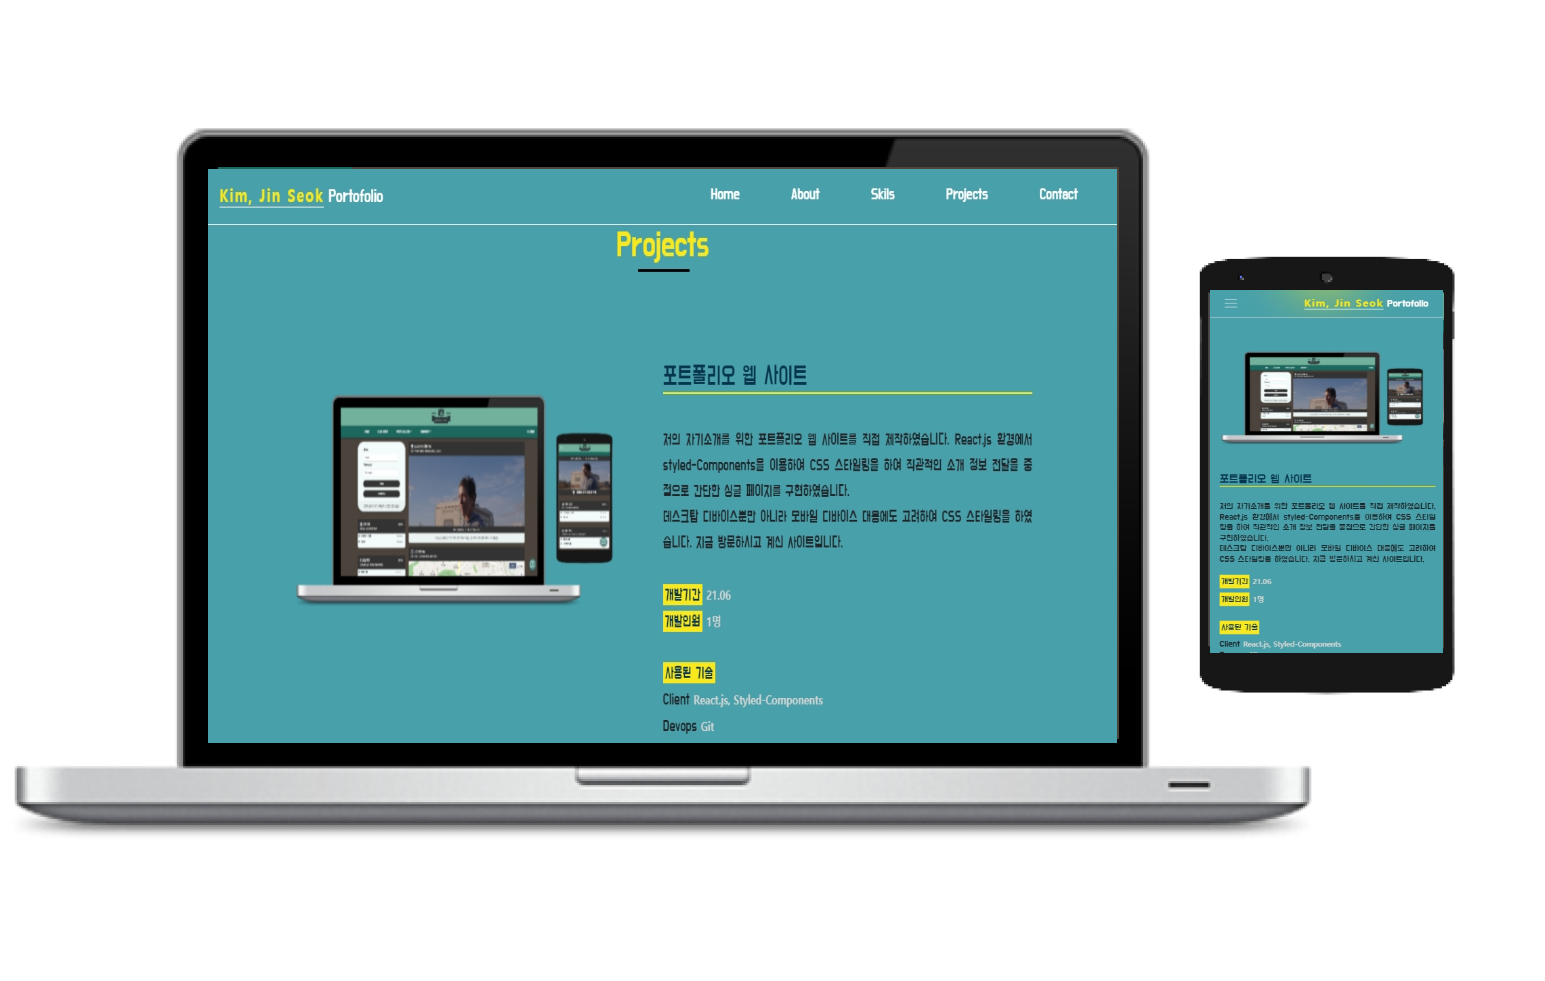 Kim, Jin Seok Portofolio
Home About Skils Projects Contact
Projects
포트폴리오 웹 사이트
저의 자기소개를 위한 포트폴리오 웹 사이트를 직접 제작하였습니다. React.js 환경에서
styled-Components을 이용하여 CSS 스타일링을 하여 직관적인 소개 정보 전달을 중
점으로 간단한 싱글 페이지를 구현하였습니다.
데스크탑 디바이스뿐만 아니라 모바일 디바이스 대응에도 고려하여 CSS 스타일링을 하였
습니다. 지금 방문하시고 계신 사이트입니다.
개발기간 21.06
개발인원 1명
사용된 기술
Client React.js, Styled-Components
Devops Git
Kim, Jin Seok Portofolio
포트폴리오 웹 사이트
저의 자기소개를 위한 포트폴리오 웹 사이트를 직접 제작하였습니다.
React.js 환경에서 styled-Components을 이용하여 CSS 스타일
링을 하여 직관적인 소개 정보 전달을 중점으로 간단한 싱글 페이지를
구현하였습니다.
데스크탑 디바이스뿐만 아니라 모바일 디바이스 대응에도 고려하여
CSS 스타일링을 하였습니다. 지금 방문하시고 계신 사이트입니다.
개발기간 21.06
개발인원 1명
사용된 기술
Client React.js, Styled-Components